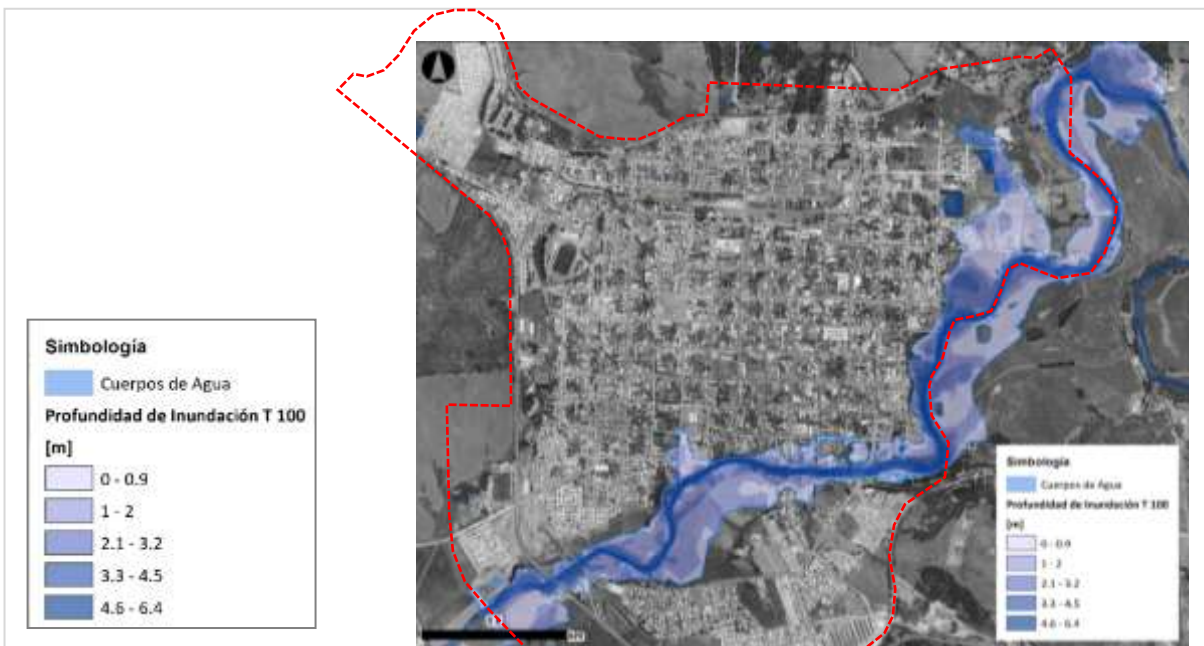 Simbología
Cuerpos de Agua
Profundidad de Inundación T 100
[m]
0 - 0.9
1 - 2
2.1 - 3.2
3.3 - 4.5
4.6 - 6.4
Simbología
Cuerpos de Agua
Profundidad de Inundación T 100
[m]
0 - 0.9
1 - 2
2.1 - 3.2
3.3 - 4.5
4.6 - 6.4